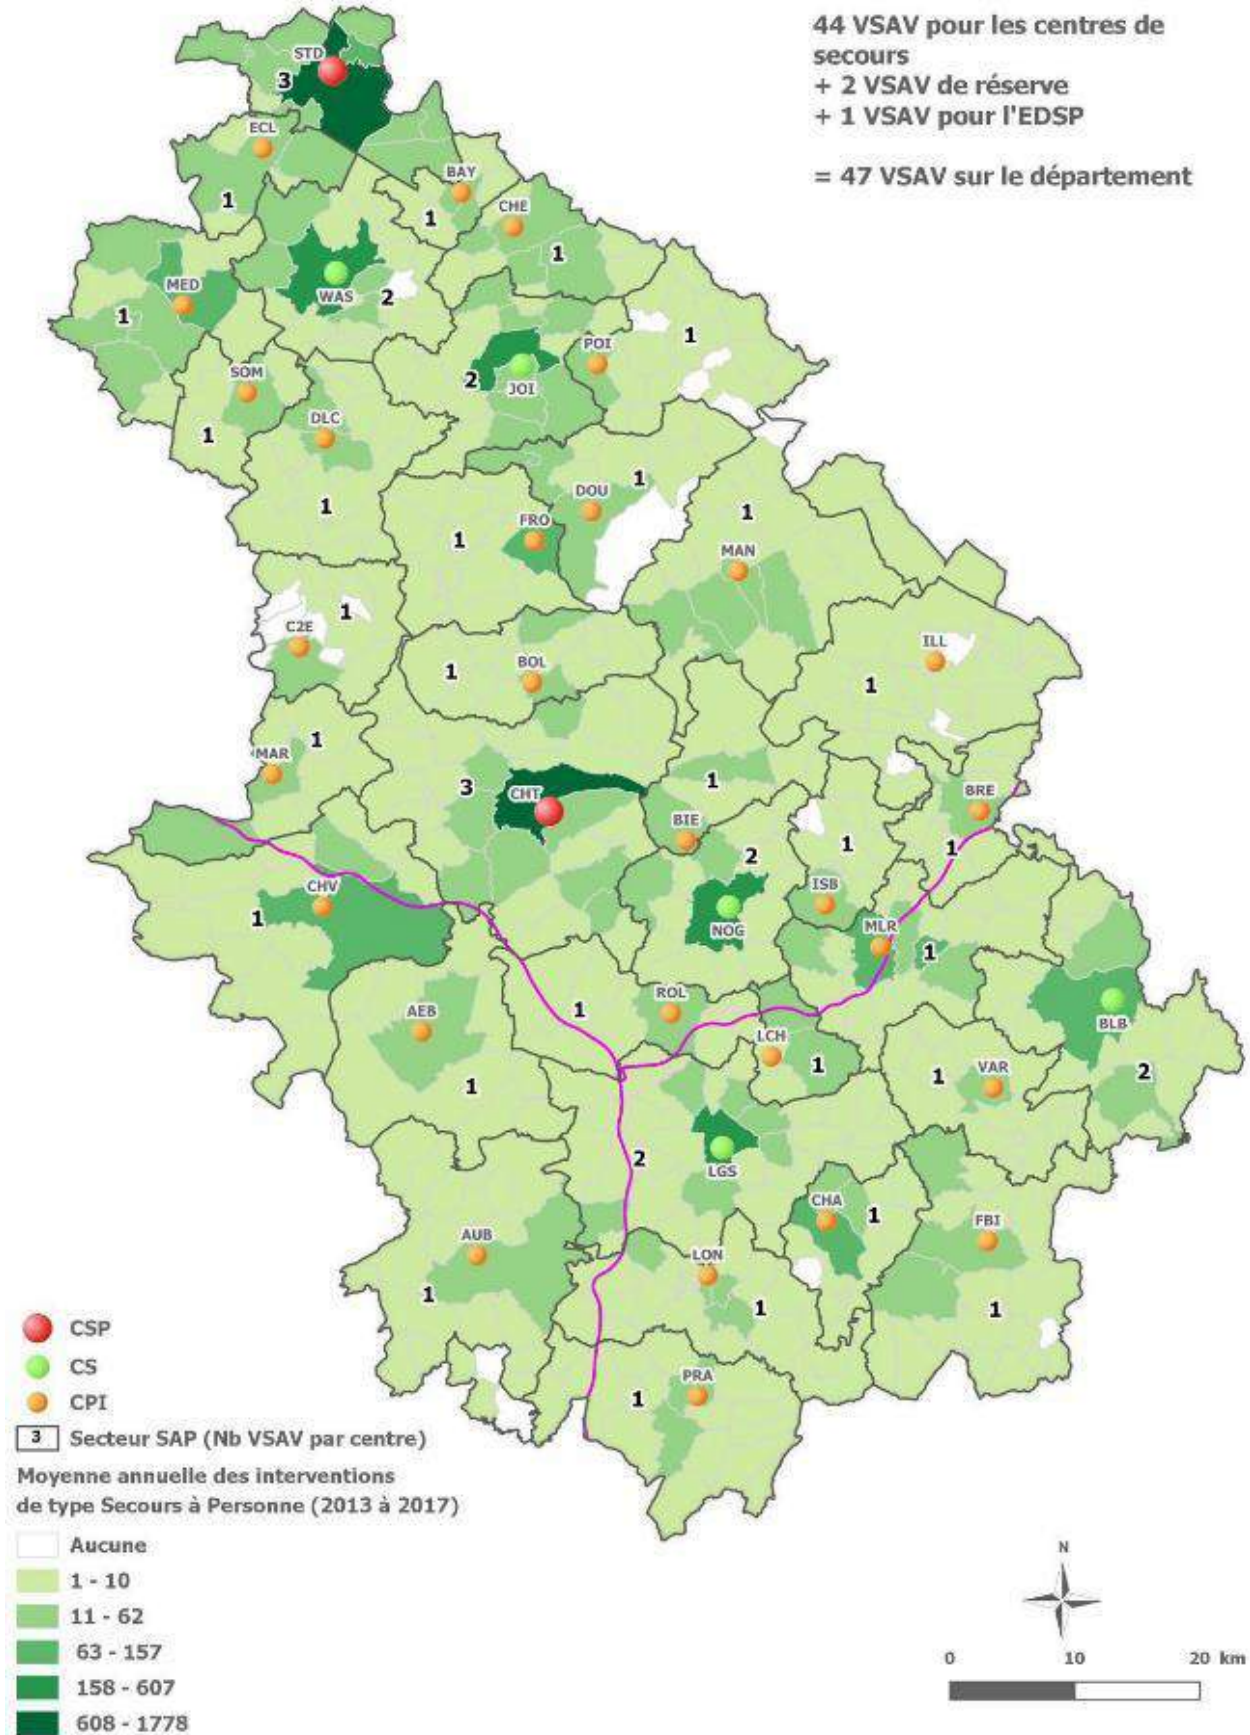 44 VSAV pour les centres de
secours
+ 2 VSAV de réserve
+ 1 VSAV pour l'EDSP
= 47 VSAV sur le département
STD
3
ECL
1
BAY
1
CHE
1
MED
1
WAS
2
POI
1
JOI
2
SOM
1
DLC
1
DOU
1
FRO
1
MAN
1
C2E
1
ILL
1
BOL
1
MAR
1
CHT
3
BIE
1
BRE
1
ISB
1
NOG
2
CHV
1
MLR
1
ROL
1
AEB
1
LCH
1
BLB
2
VAR
1
LGS
2
CHA
1
FBI
1
AUB
1
LON
1
PRA
1
CSP
CS
CPI
3 Secteur SAP (Nb VSAV par centre)
Moyenne annuelle des interventions
de type Secours à Personne (2013 à 2017)
Aucune
1 - 10
11 - 62
63 - 157
158 - 607
608 - 1778
N
0 10 20 km